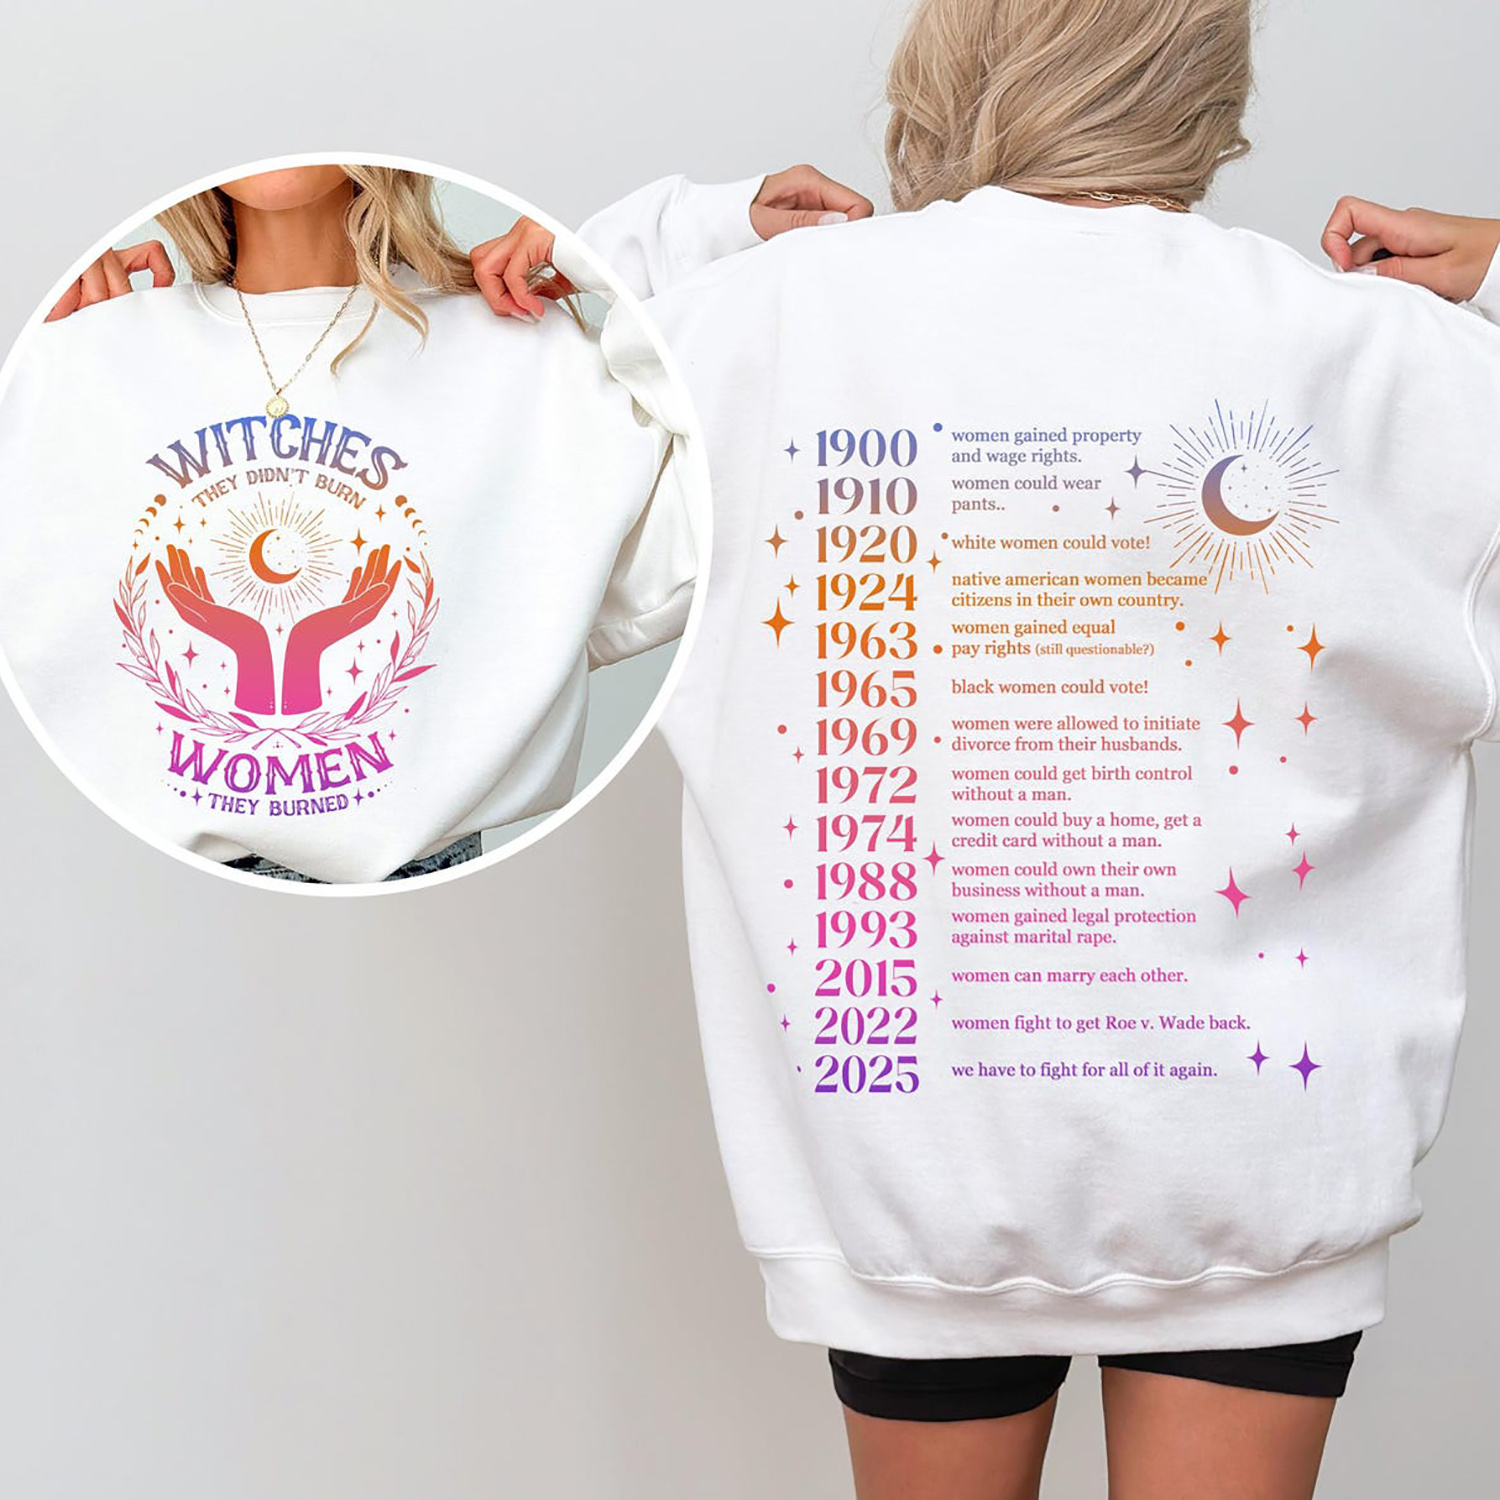 WITCHES
THEY DIDN'T BURN
WOMEN
THEY BURNED
1900 women gained property
and wage rights.
1910 women could wear
pants..
1920 white women could vote!
1924 native american women became
citizens in their own country.
1963 women gained equal
pay rights (still questionable?)
1965 black women could vote!
1969 women were allowed to initiate
divorce from their husbands.
1972 women could get birth control
without a man.
1974 women could buy a home, get a
credit card without a man.
1988 women could own their own
business without a man.
1993 women gained legal protection
against marital rape.
2015 women can marry each other.
2022 women fight to get Roe v. Wade back.
2025 we have to fight for all of it again.